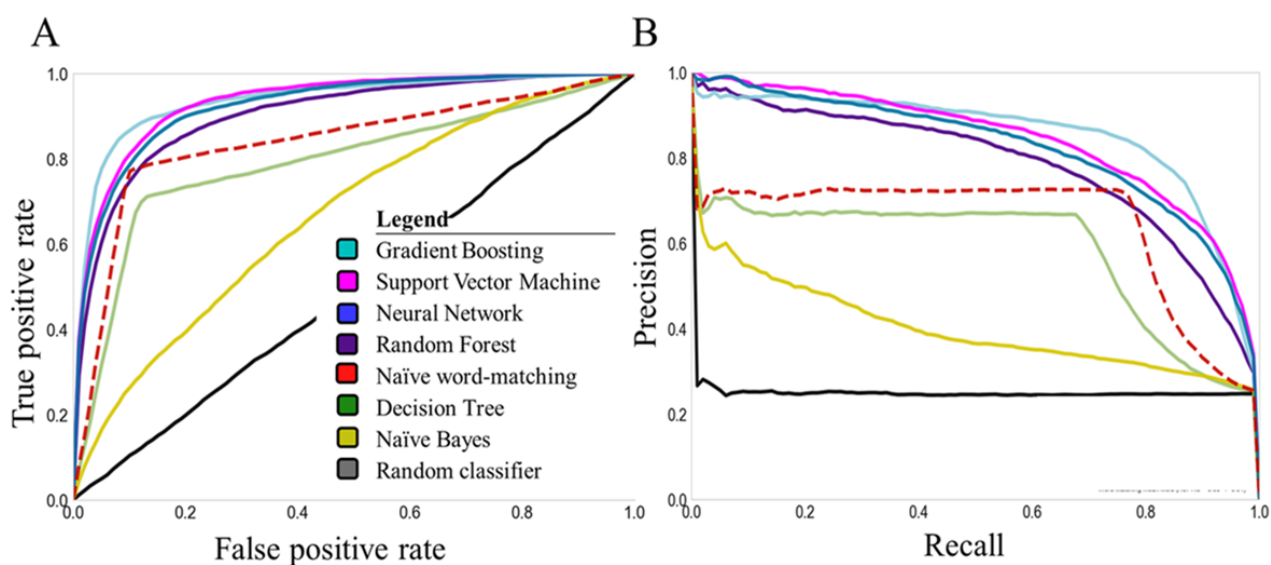 A
B
True positive rate
1.0
0.8
0.6
0.4
0.2
0.0
0.0 0.2 0.4 0.6 0.8 1.0
False positive rate
Legend
Gradient Boosting
Support Vector Machine
Neural Network
Random Forest
Naïve word-matching
Decision Tree
Naïve Bayes
Random classifier
Precision
1.0
0.8
0.6
0.4
0.2
0.0
0.0 0.2 0.4 0.6 0.8 1.0
Recall